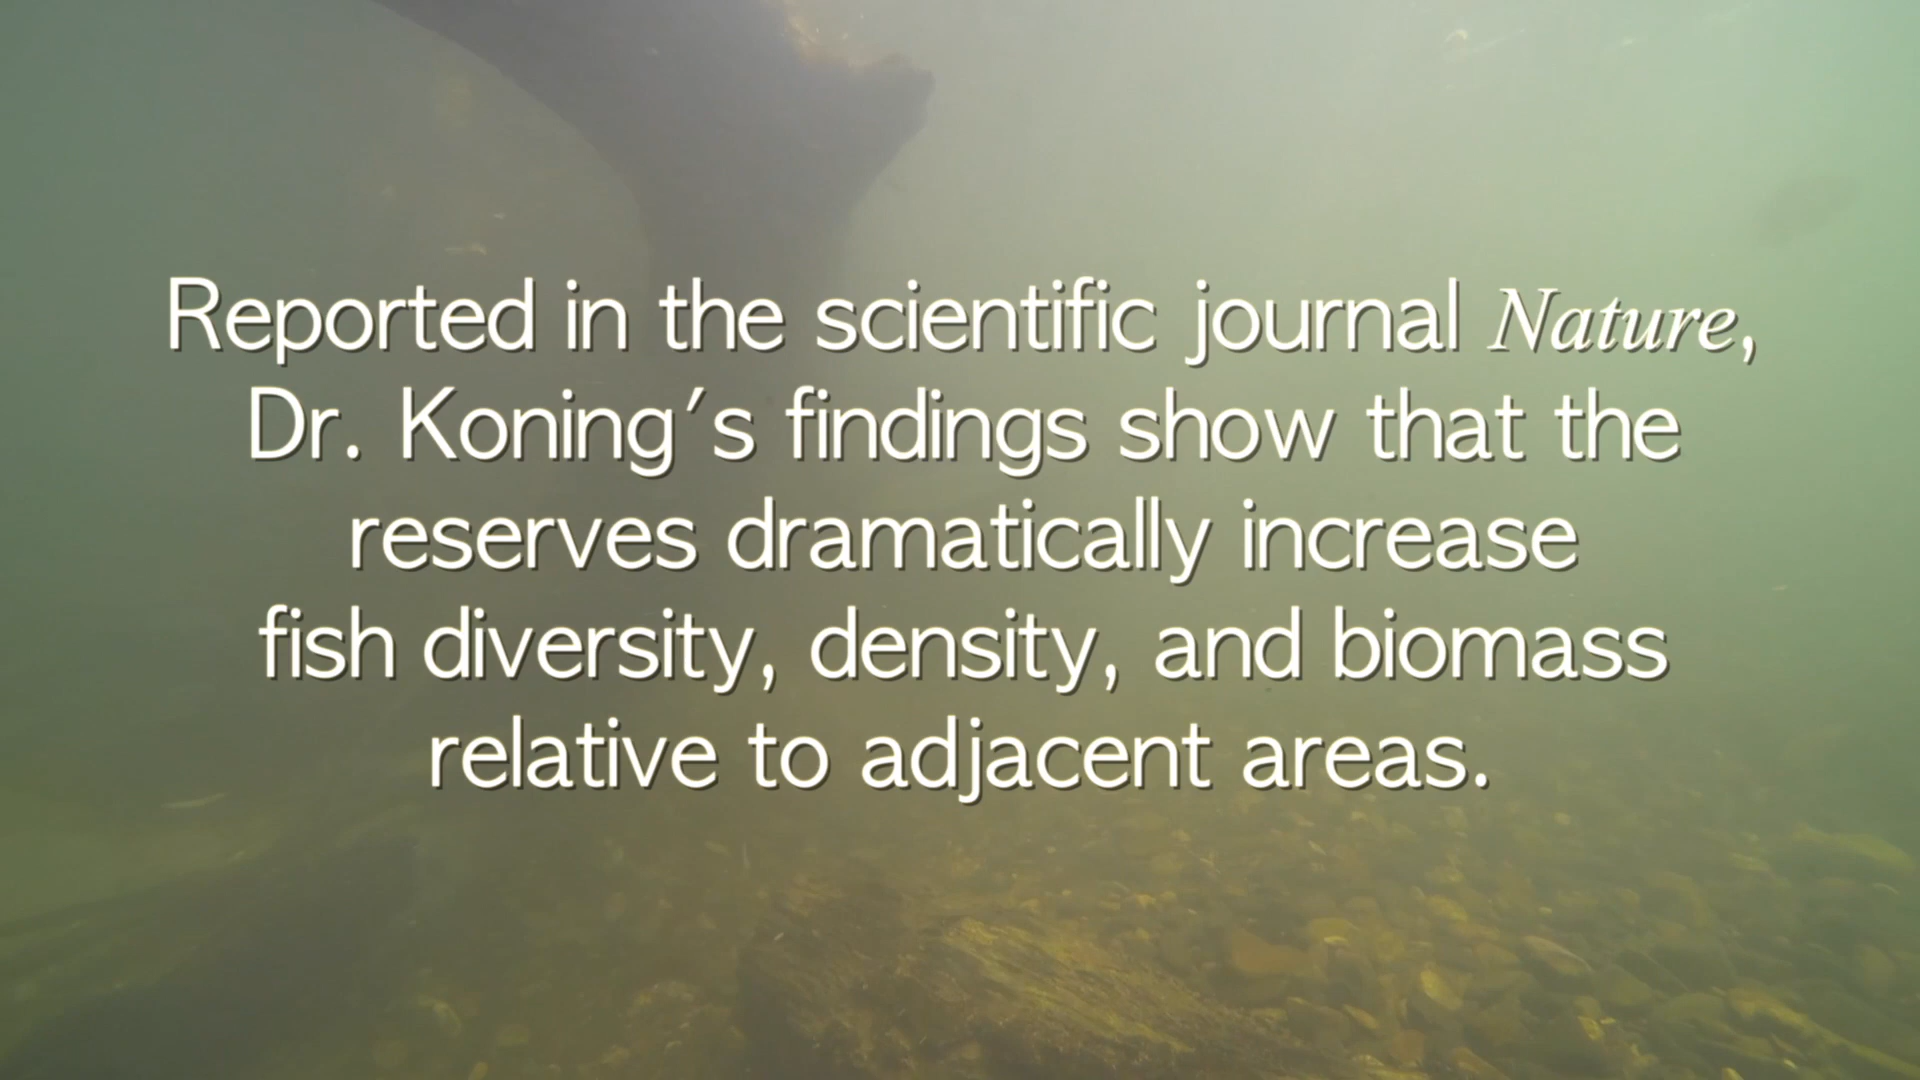 Reported in the scientific journal Nature,
Dr. Koning's findings show that the
reserves dramatically increase
fish diversity, density, and biomass
relative to adjacent areas.